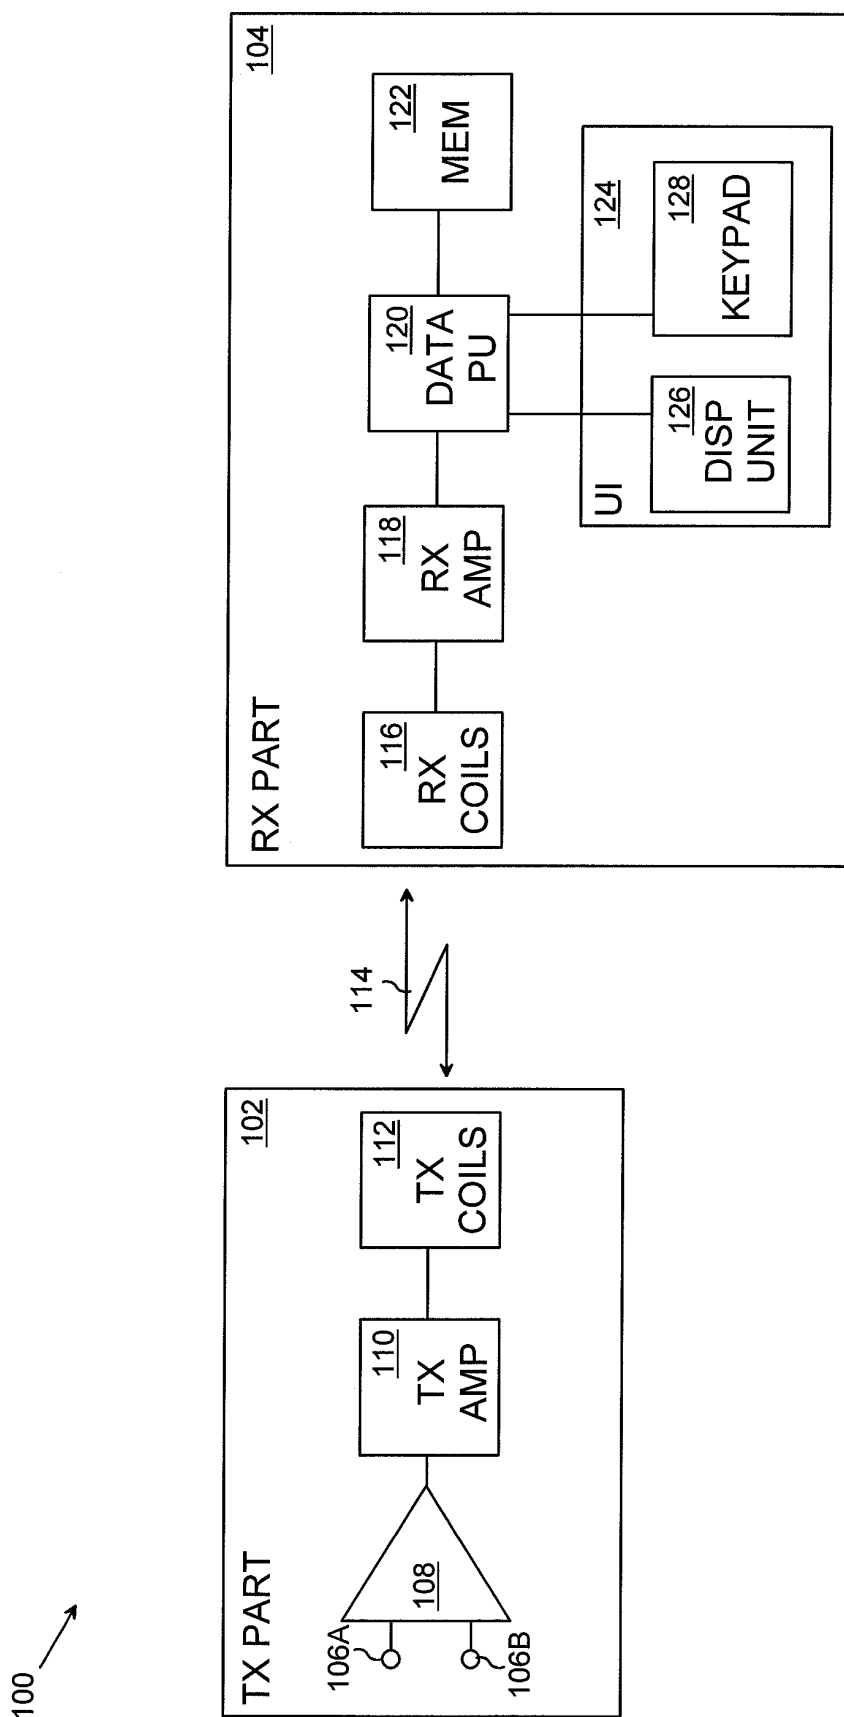 100
TX PART
102
106A
106B
108
110
TX
AMP
112
TX
COILS
114
RX PART
104
116
RX
COILS
118
RX
AMP
120
DATA
PU
122
MEM
UI
124
126
DISP
UNIT
128
KEYPAD